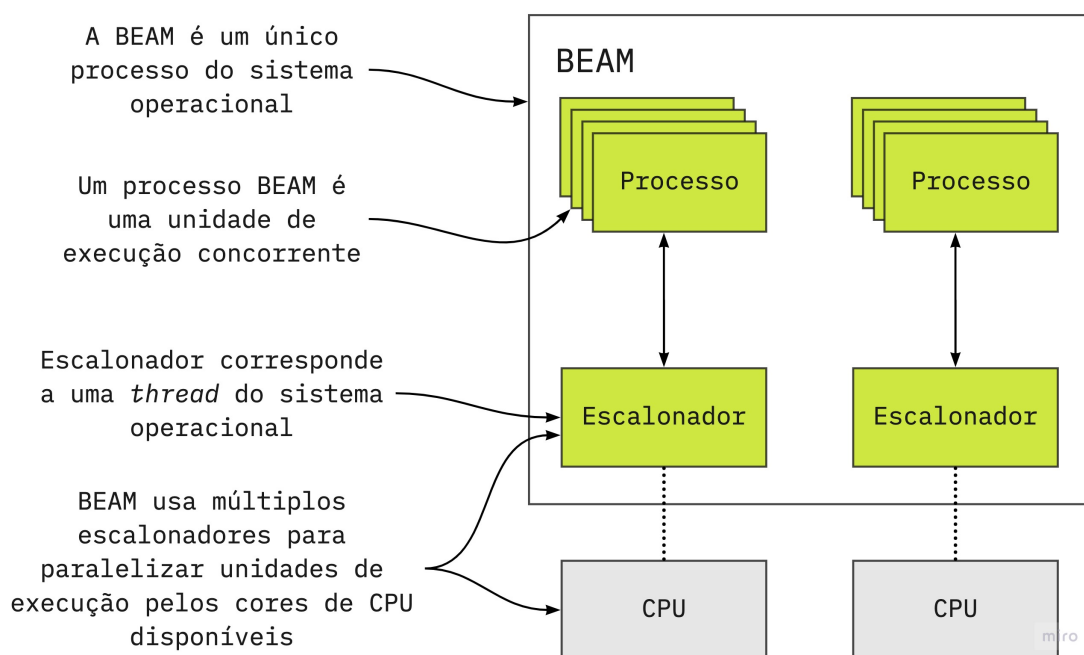 A BEAM é um único
processo do sistema
operacional
Um processo BEAM é
uma unidade de
execução concorrente
Escalonador corresponde
a uma thread do sistema
operacional
BEAM usa múltiplos
escalonadores para
paralelizar unidades de
execução pelos cores de CPU
disponíveis
BEAM
Processo
Processo
Escalonador
Escalonador
CPU
CPU
miro